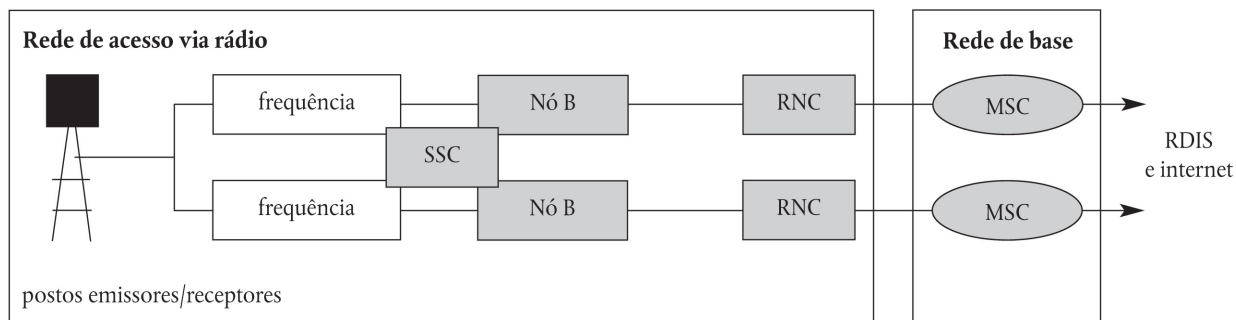 Rede de acesso via rádio
Rede de base
frequência
Nó B
RNC
MSC
SSC
RDIS
e internet
frequência
Nó B
RNC
MSC
postos emissores/receptores